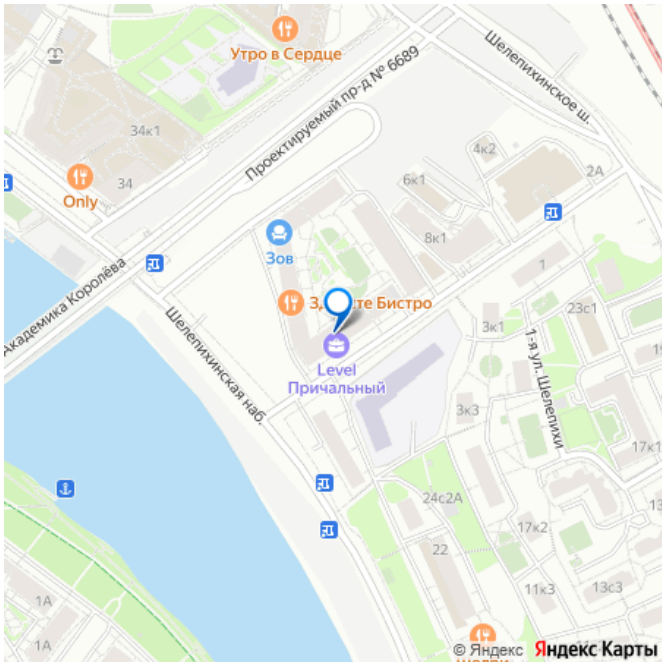 Утро в Сердце
Шелепихинское ш.
Проектируемый пр-д № 6689
34к1
4к2
34
Only
6к1
2А
8к1
Зов
1
Академика Королёва
23с1
Шелепихинская наб.
3к1
1-я ул. Шелепихи
Level
Причальный
3к3
17к1
24с2А
17к2
22
11к3
13с3
1А
1А
© Яндекс Яндекс Карты